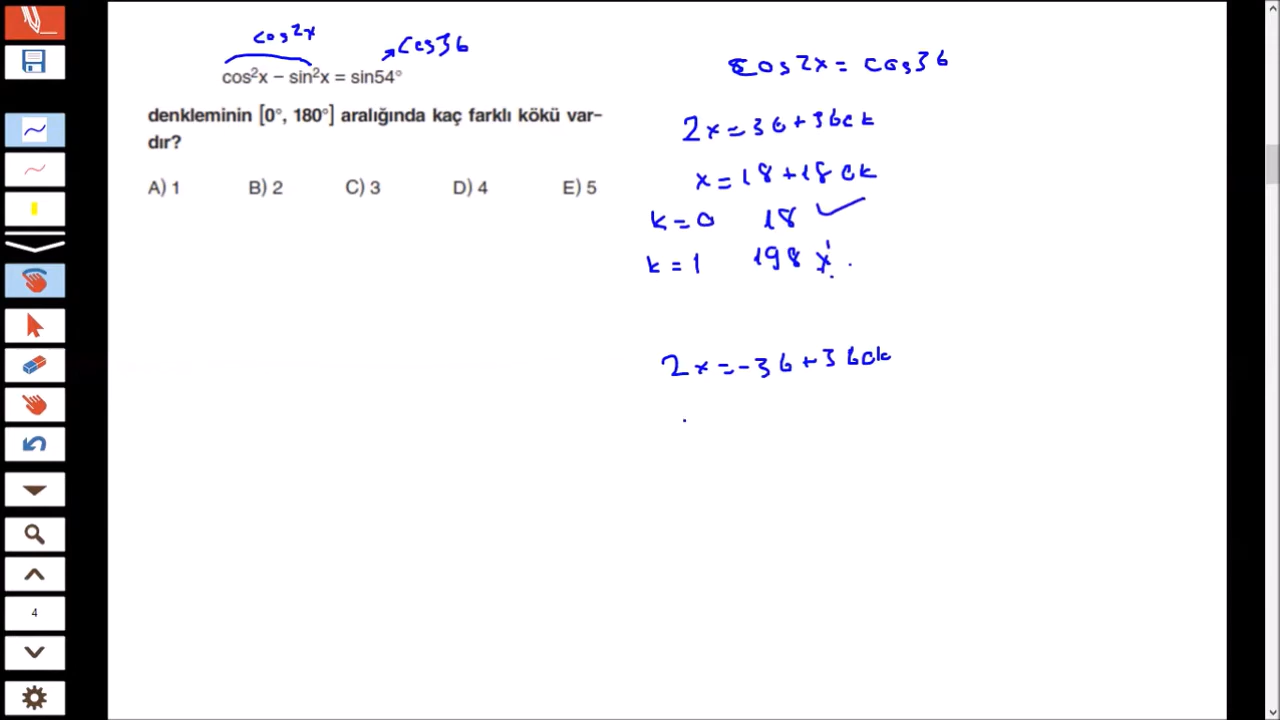 cos2x
cos36
cos²x − sin²x = sin54°
denkleminin [0°, 180°] aralığında kaç farklı kökü var-
dır?
A) 1 B) 2 C) 3 D) 4 E) 5
cos2x = cos36
2x = 36 + 360k
x = 18 + 180k
k = 0 18 ✓
k = 1 198 x
2x = -36 + 360k
4